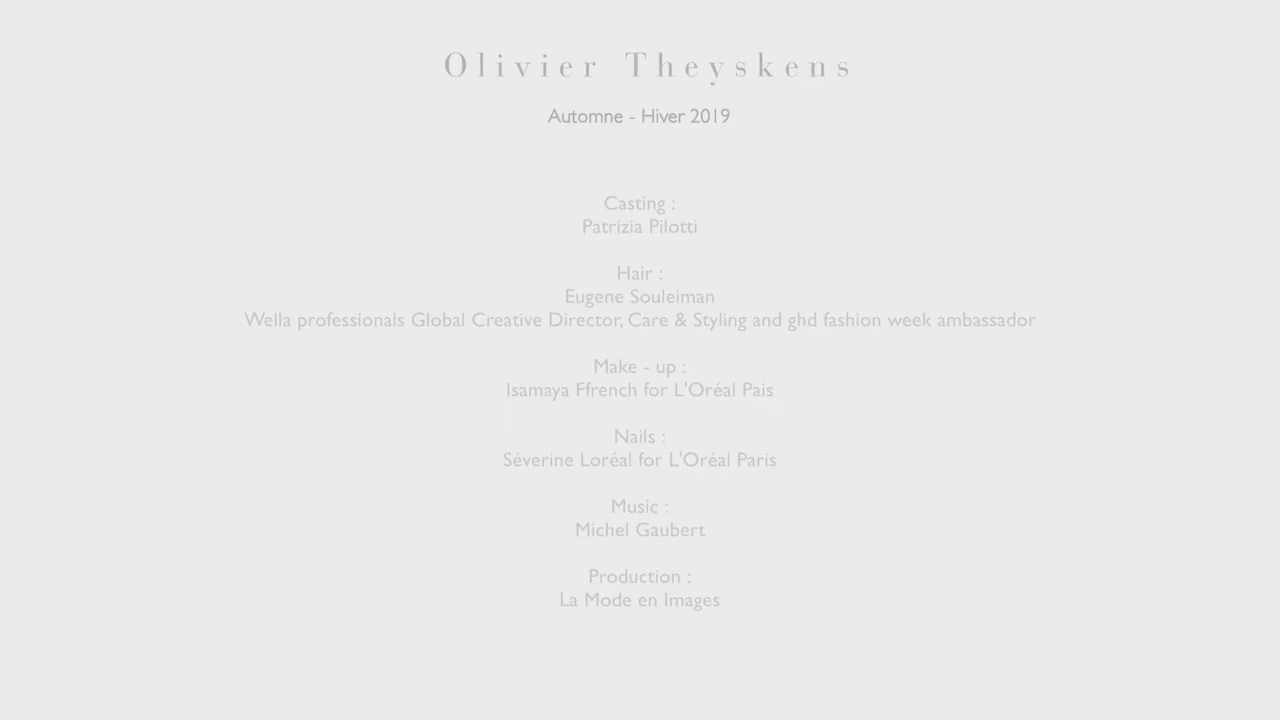 Olivier Theyskens
Automne - Hiver 2019
Casting :
Patrizia Pilotti
Hair :
Eugene Souleiman
Wella professionals Global Creative Director, Care & Styling and ghd fashion week ambassador
Make - up :
Isamaya Ffrench for L'Oréal Pais
Nails :
Séverine Loréal for L'Oréal Paris
Music :
Michel Gaubert
Production :
La Mode en Images